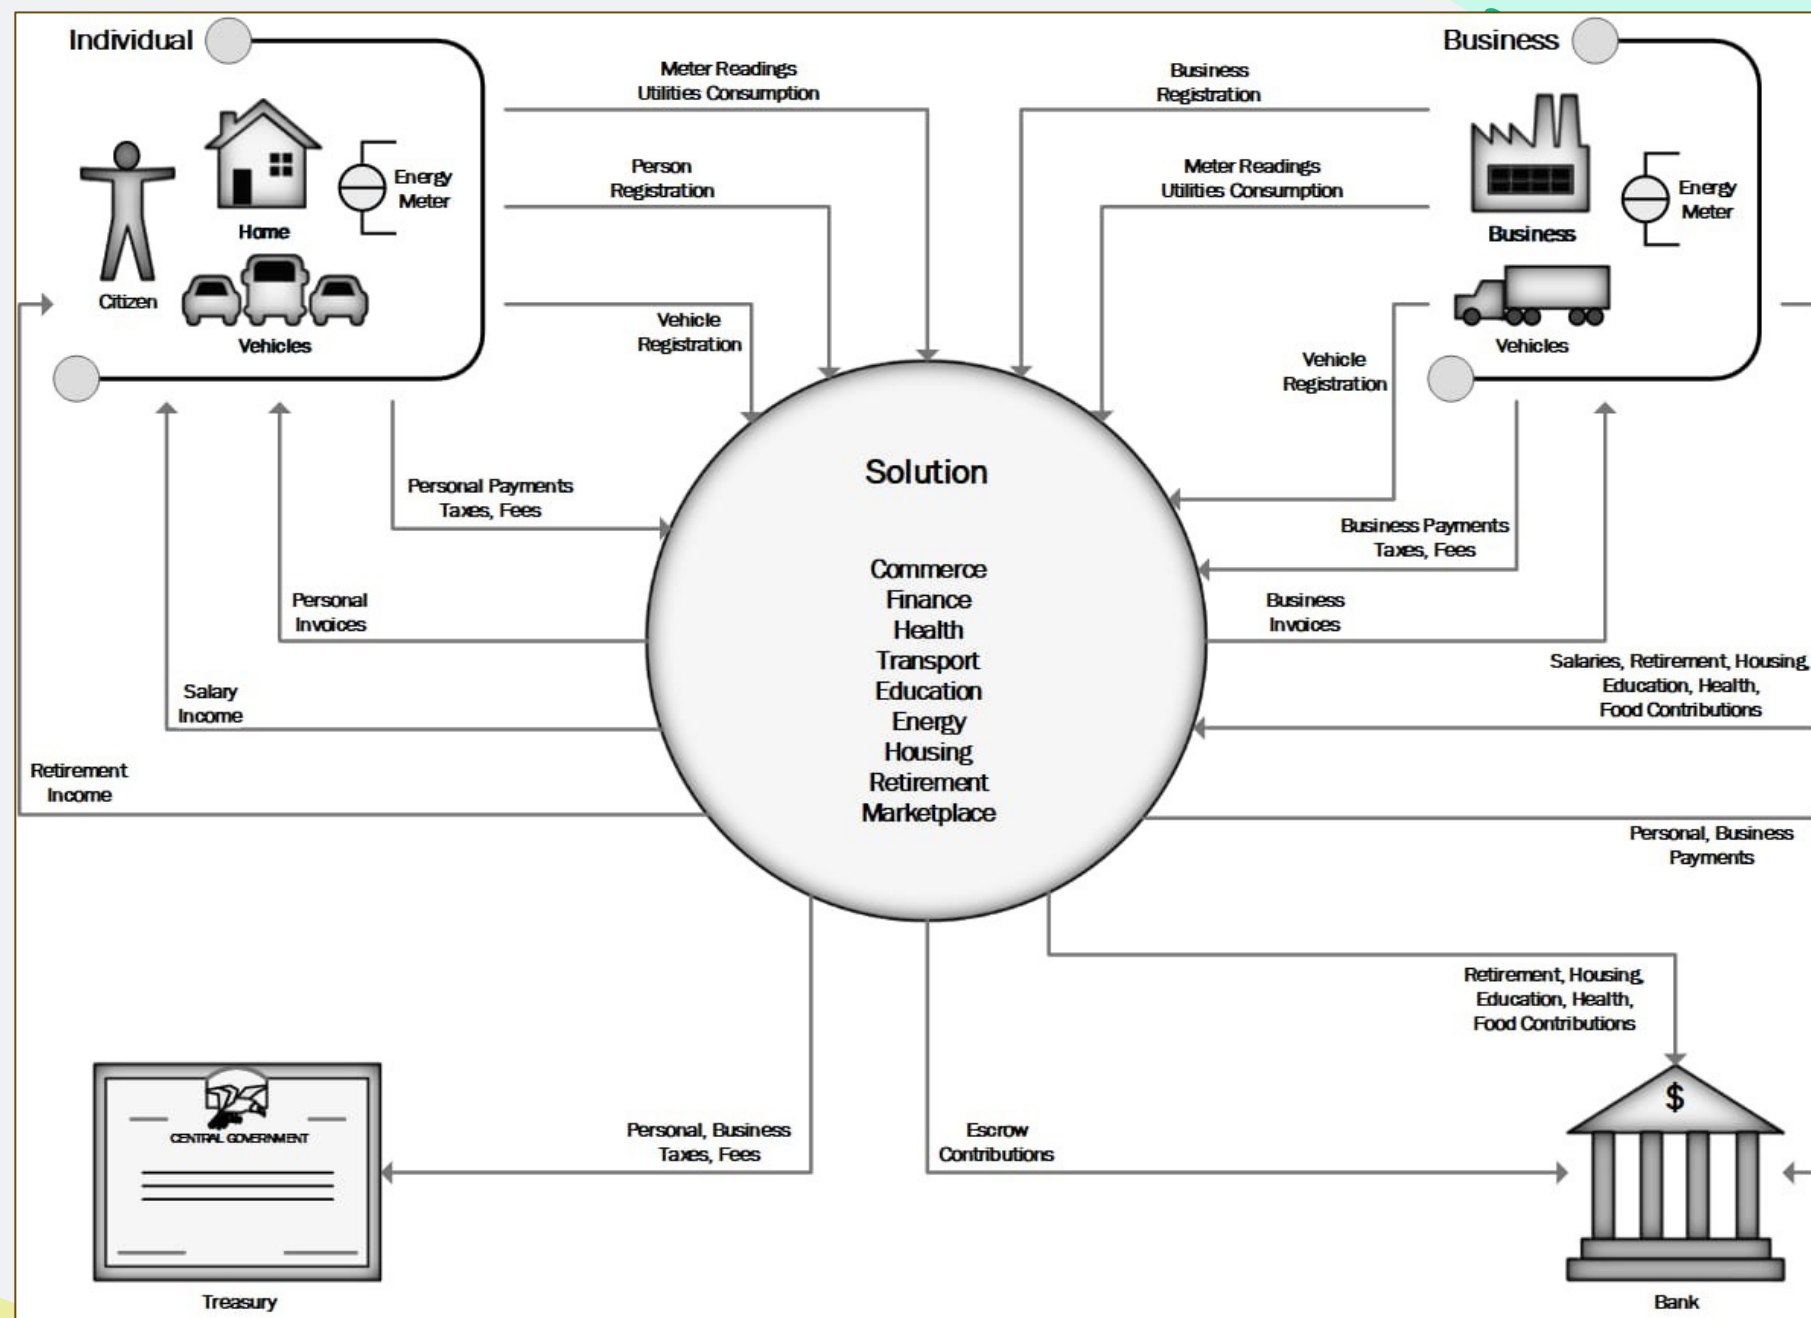 Individual
Citizen
Home
Energy
Meter
Vehicles
Meter Readings
Utilities Consumption
Person
Registration
Vehicle
Registration
Personal Payments
Taxes, Fees
Personal
Invoices
Salary
Income
Retirement
Income
Business
Business
Energy
Meter
Vehicles
Business
Registration
Meter Readings
Utilities Consumption
Vehicle
Registration
Business Payments
Taxes, Fees
Business
Invoices
Salaries, Retirement, Housing,
Education, Health,
Food Contributions
Personal, Business
Payments
Solution
Commerce
Finance
Health
Transport
Education
Energy
Housing
Retirement
Marketplace
Personal, Business
Taxes, Fees
Escrow
Contributions
Retirement, Housing,
Education, Health,
Food Contributions
CENTRAL GOVERNMENT
Treasury
$
Bank